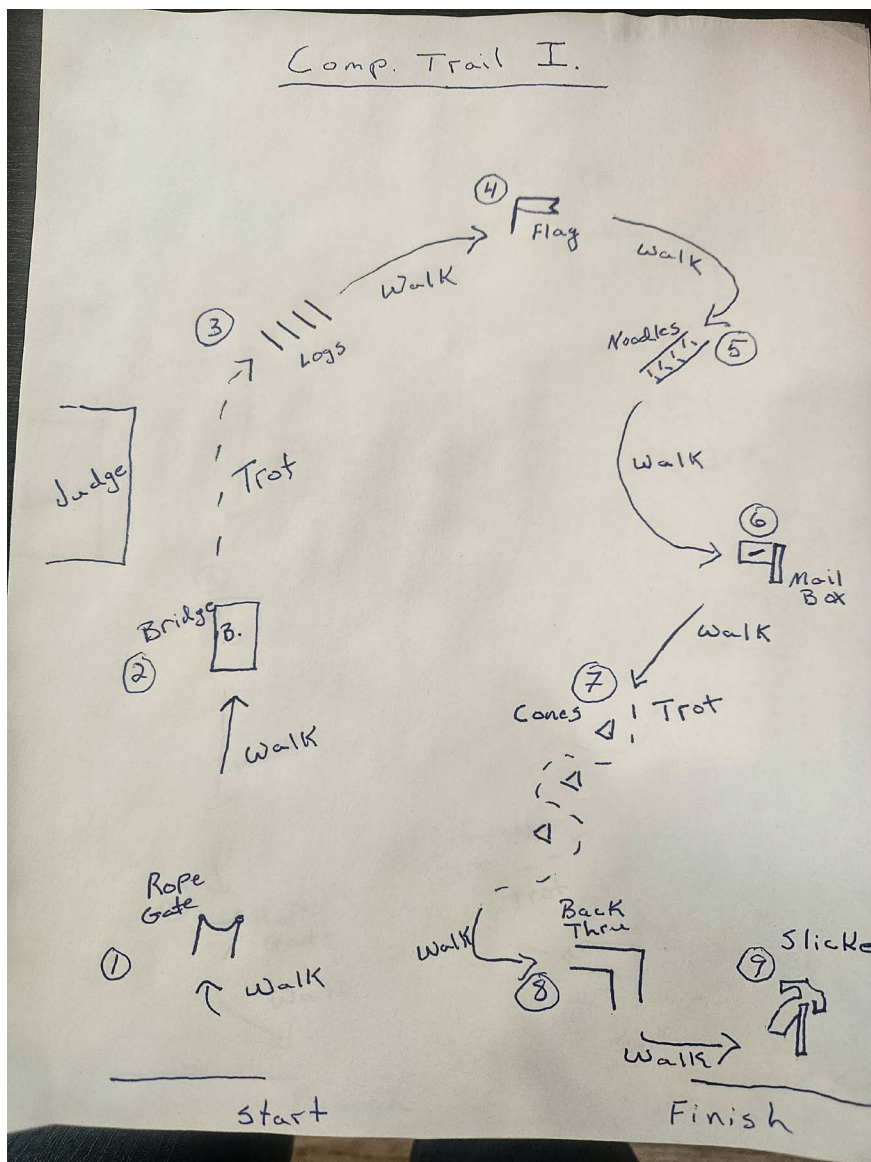 Comp. Trail I.
4
Flag
Walk
Walk
3
Logs
Noodles
5
Judge
Trot
Walk
6
Mail
Box
Bridge
B.
2
Walk
Walk
7
Cones
Trot
Rope
Gate
1
Walk
Back
Thru
Walk
8
9
Slicke
Walk
Start
Finish